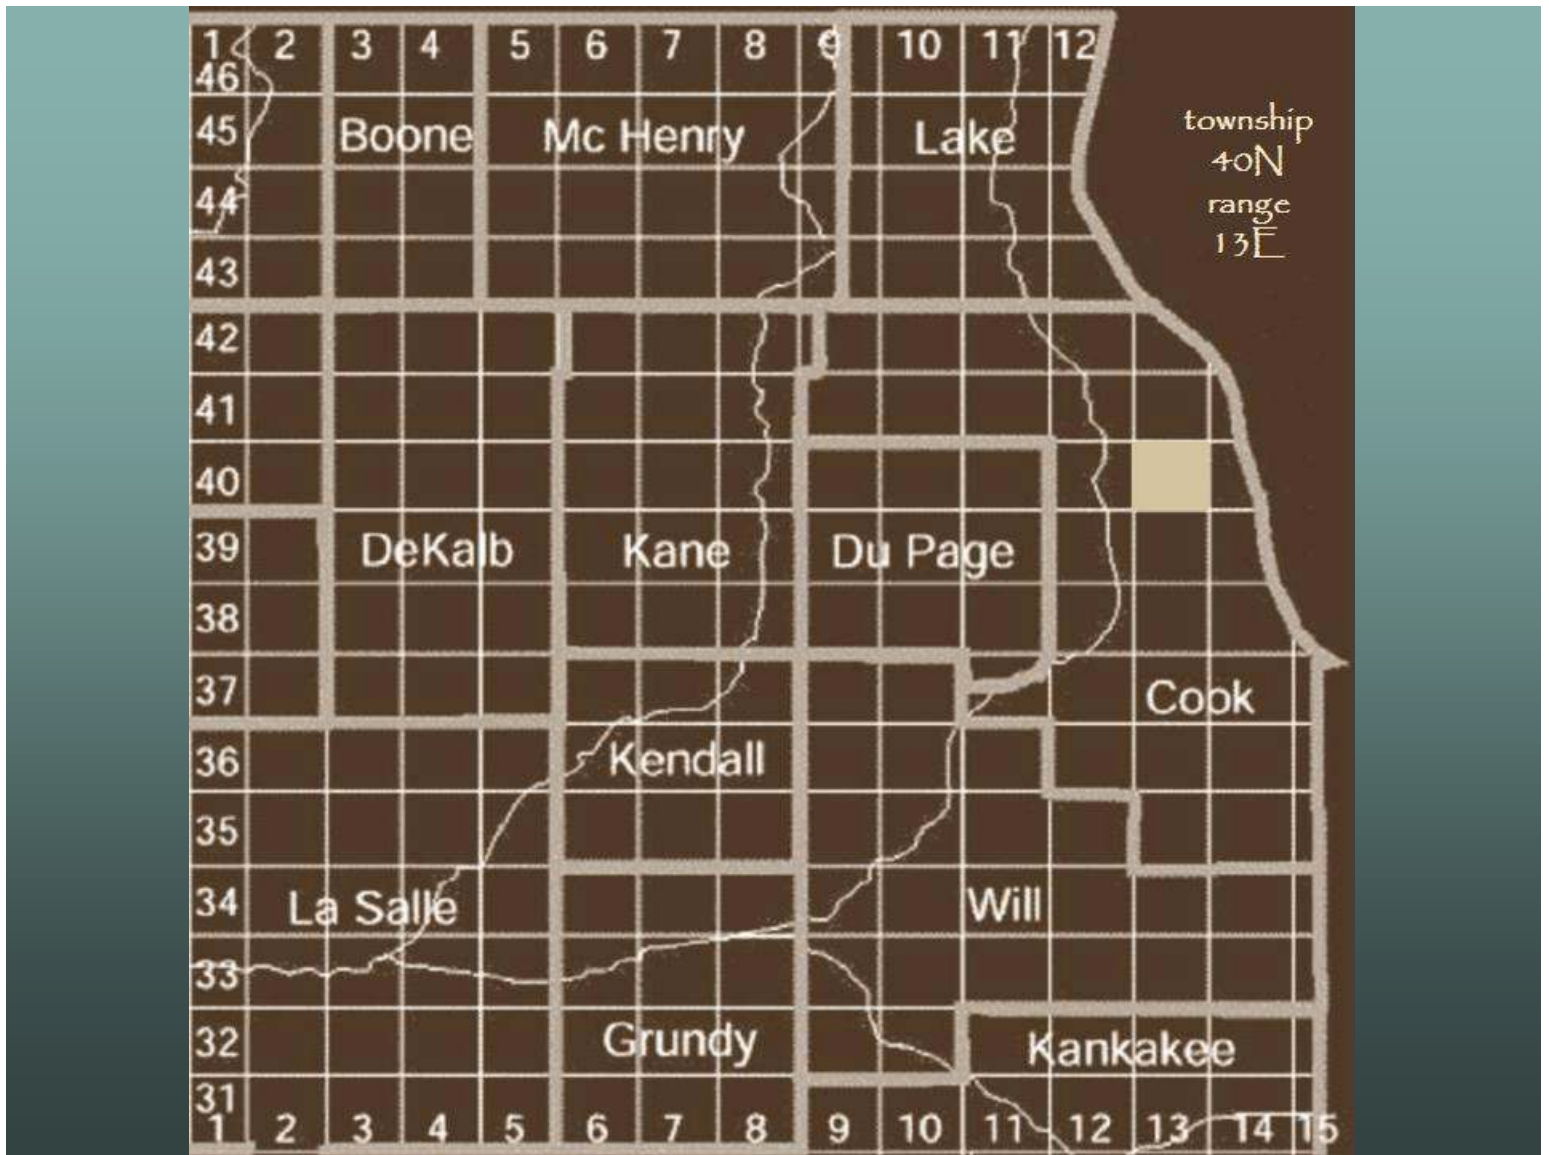 1 2 3 4 5 6 7 8 9 10 11 12
46
45 Boone Mc Henry Lake
township
40N
range
13E
44
43
42
41
40
39 DeKalb Kane Du Page
38
37 Cook
36 Kendall
35
34 La Salle Will
33
32 Grundy Kankakee
31
1 2 3 4 5 6 7 8 9 10 11 12 13 14 15